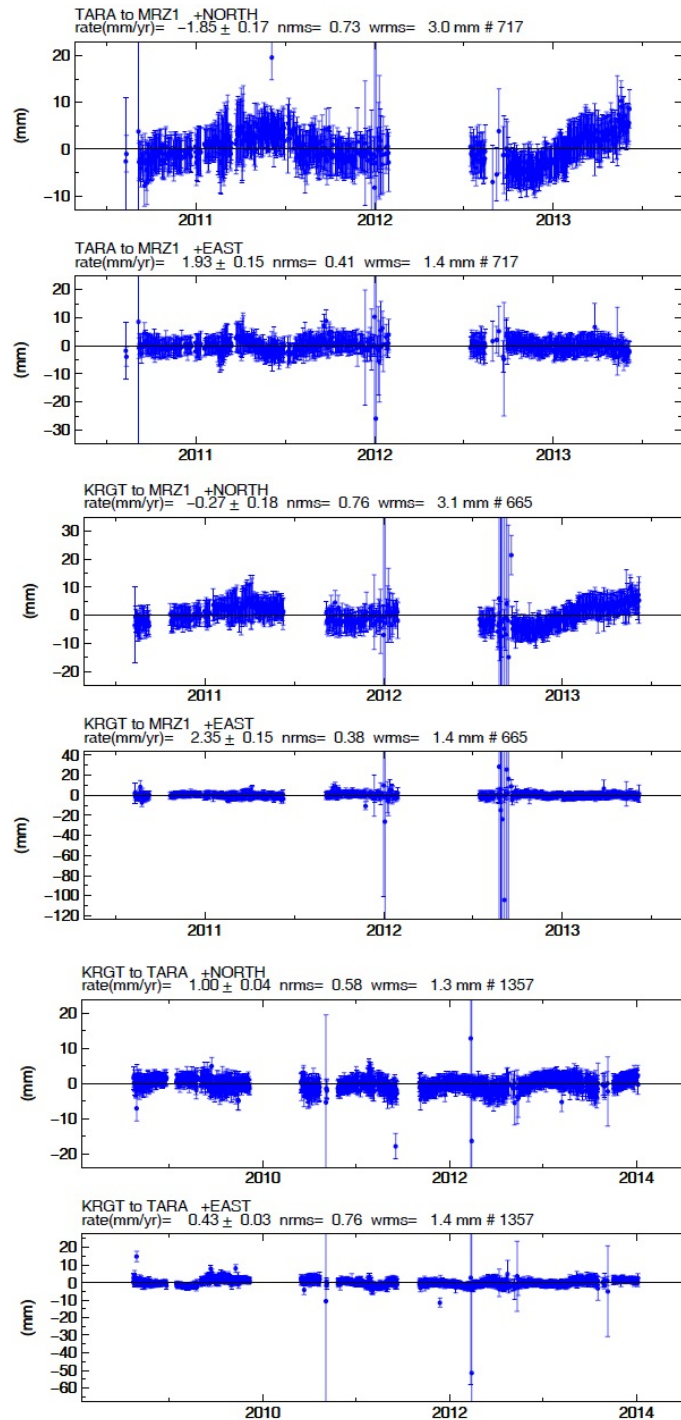 TARA to MRZ1 +NORTH
rate(mm/yr)= −1.85 ± 0.17 nrms= 0.73 wrms= 3.0 mm # 717
20
10
0
−10
(mm)
2011 2012 2013
TARA to MRZ1 +EAST
rate(mm/yr)= 1.93 ± 0.15 nrms= 0.41 wrms= 1.4 mm # 717
20
10
0
−10
−20
−30
(mm)
2011 2012 2013
KRGT to MRZ1 +NORTH
rate(mm/yr)= −0.27 ± 0.18 nrms= 0.76 wrms= 3.1 mm # 665
30
20
10
0
−10
−20
(mm)
2011 2012 2013
KRGT to MRZ1 +EAST
rate(mm/yr)= 2.35 ± 0.15 nrms= 0.38 wrms= 1.4 mm # 665
40
20
0
−20
−40
−60
−80
−100
−120
(mm)
2011 2012 2013
KRGT to TARA +NORTH
rate(mm/yr)= 1.00 ± 0.04 nrms= 0.58 wrms= 1.3 mm # 1357
20
10
0
−10
−20
(mm)
2010 2012 2014
KRGT to TARA +EAST
rate(mm/yr)= 0.43 ± 0.03 nrms= 0.76 wrms= 1.4 mm # 1357
20
10
0
−10
−20
−30
−40
−50
−60
(mm)
2010 2012 2014